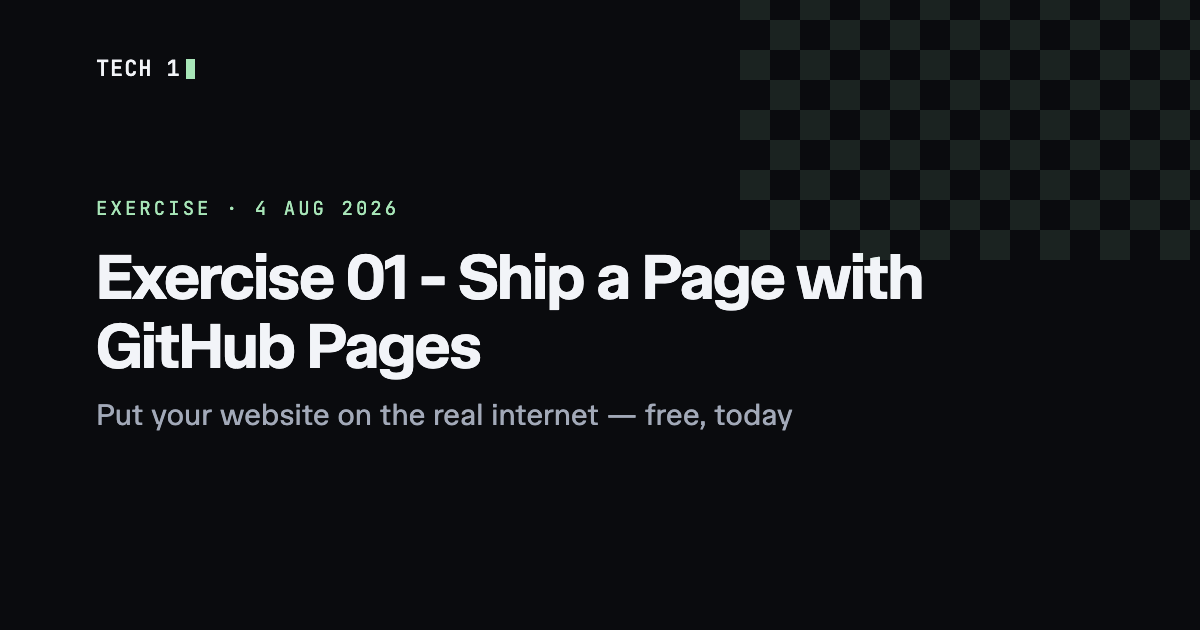 TECH 1
EXERCISE · 4 AUG 2026
Exercise 01 - Ship a Page with
GitHub Pages
Put your website on the real internet — free, today